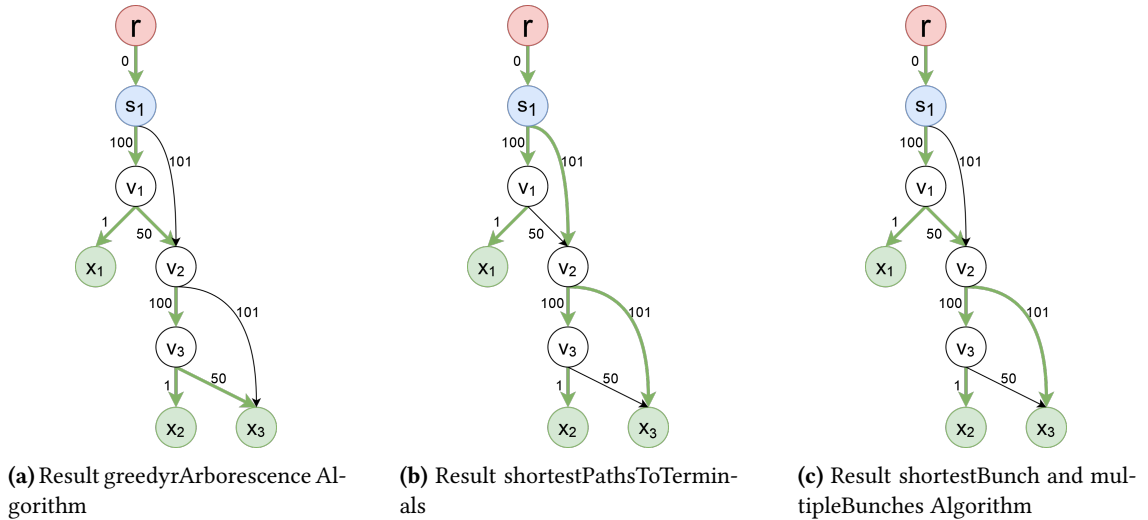 r
0
s1
100
101
v1
1
50
x1
v2
100
101
v3
1
50
x2
x3
(a) Result greedyrArborescence Al-
gorithm
r
0
s1
100
101
v1
1
50
x1
v2
100
101
v3
1
50
x2
x3
(b) Result shortestPathsToTermin-
als
r
0
s1
100
101
v1
1
50
x1
v2
100
101
v3
1
50
x2
x3
(c) Result shortestBunch and mul-
tipleBunches Algorithm